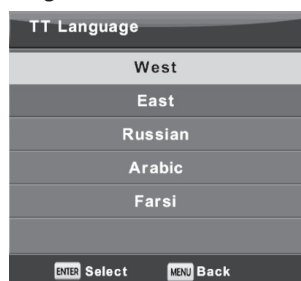 TT Language
West
East
Russian
Arabic
Farsi
ENTER Select MENU Back